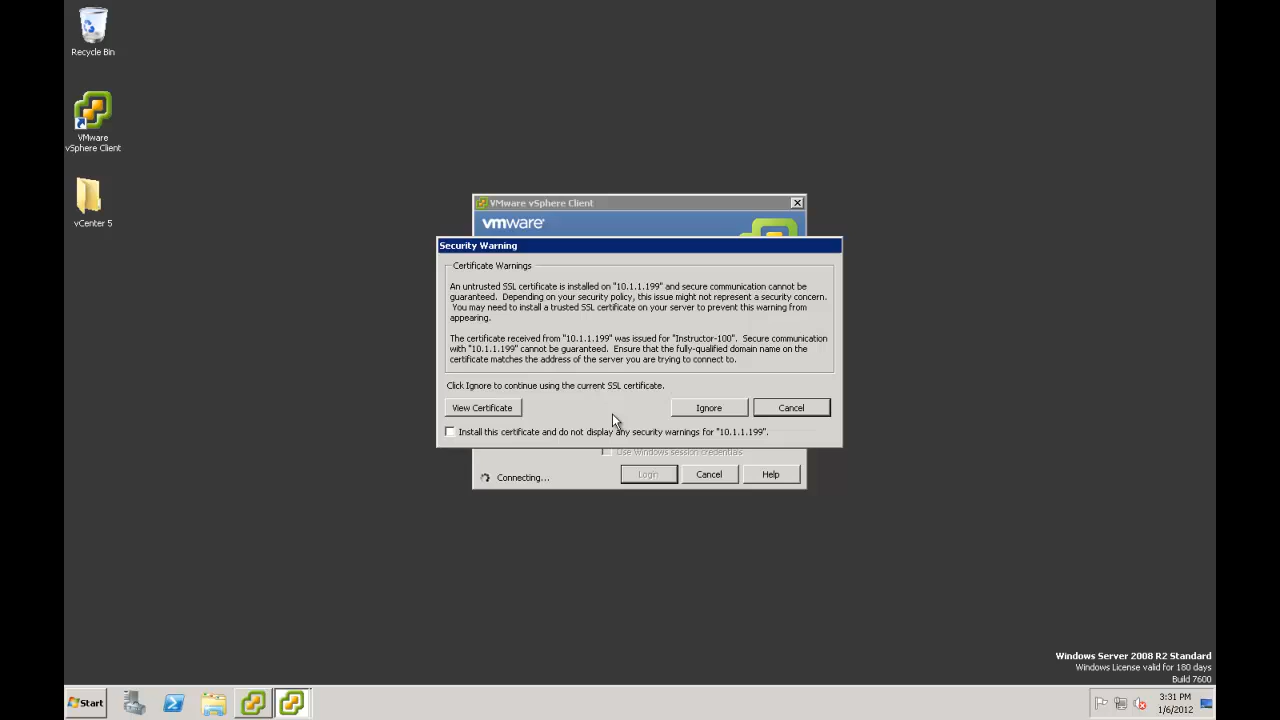 Recycle Bin
VMware
vSphere Client
vCenter 5
VMware vSphere Client
vmware
Security Warning
Certificate Warnings
An untrusted SSL certificate is installed on "10.1.1.199" and secure communication cannot be
guaranteed. Depending on your security policy, this issue might not represent a security concern.
You may need to install a trusted SSL certificate on your server to prevent this warning from
appearing.
The certificate received from "10.1.1.199" was issued for "Instructor-100". Secure communication
with "10.1.1.199" cannot be guaranteed. Ensure that the fully-qualified domain name on the
certificate matches the address of the server you are trying to connect to.
Click Ignore to continue using the current SSL certificate.
View Certificate
Ignore
Cancel
Install this certificate and do not display any security warnings for "10.1.1.199".
Use Windows session credentials
Connecting...
Login
Cancel
Help
Windows Server 2008 R2 Standard
Windows License valid for 180 days
Build 7600
Start
3:31 PM
1/6/2012